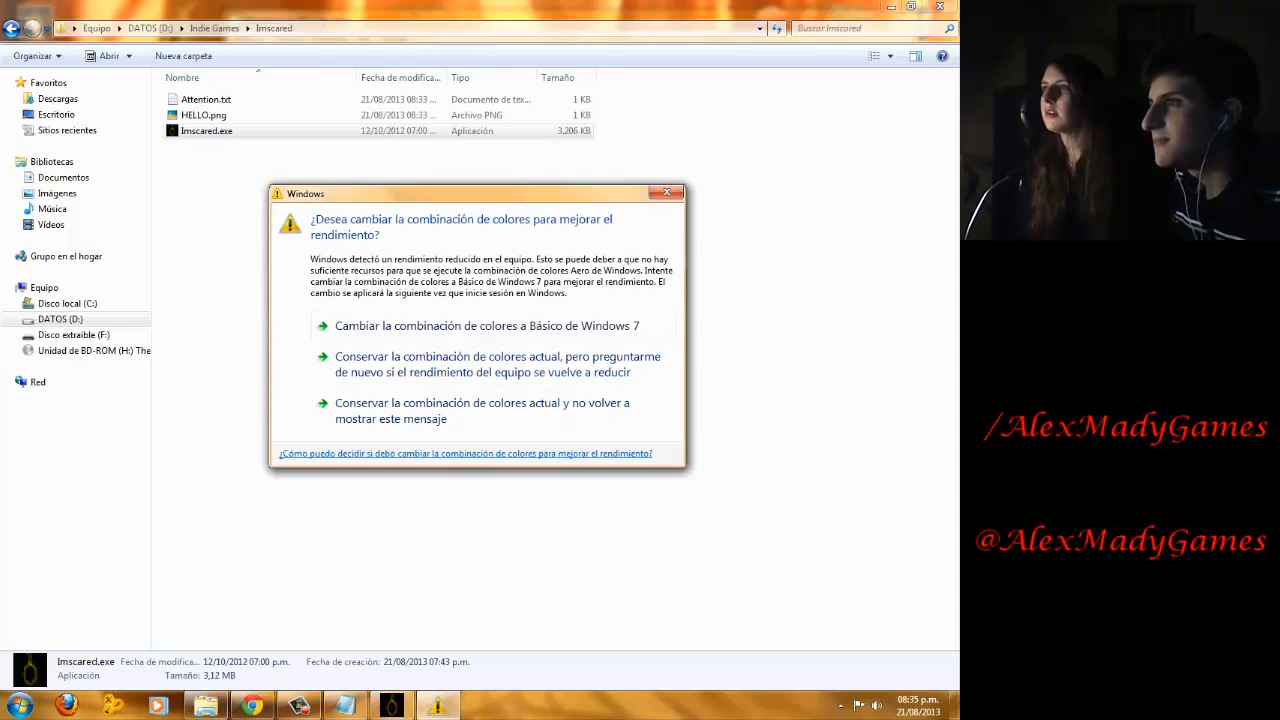 Equipo ▸ DATOS (D:) ▸ Indie Games ▸ Imscared
Buscar Imscared
Organizar
Abrir
Nueva carpeta
Nombre
Fecha de modifica...
Tipo
Tamaño
Favoritos
Descargas
Escritorio
Sitios recientes
Bibliotecas
Documentos
Imágenes
Música
Vídeos
Grupo en el hogar
Equipo
Disco local (C:)
DATOS (D:)
Disco extraíble (F:)
Unidad de BD-ROM (H:) The
Red
Attention.txt 21/08/2013 08:33 ... Documento de tex... 1 KB
HELLO.png 21/08/2013 08:33 ... Archivo PNG 1 KB
Imscared.exe 12/10/2012 07:00 ... Aplicación 3.206 KB
Windows
¿Desea cambiar la combinación de colores para mejorar el
rendimiento?
Windows detectó un rendimiento reducido en el equipo. Esto se puede deber a que no hay
suficiente recursos para que se ejecute la combinación de colores Aero de Windows. Intente
cambiar la combinación de colores a Básico de Windows 7 para mejorar el rendimiento. El
cambio se aplicará la siguiente vez que inicie sesión en Windows.
Cambiar la combinación de colores a Básico de Windows 7
Conservar la combinación de colores actual, pero preguntarme
de nuevo si el rendimiento del equipo se vuelve a reducir
Conservar la combinación de colores actual y no volver a
mostrar este mensaje
¿Cómo puedo decidir si debo cambiar la combinación de colores para mejorar el rendimiento?
Imscared.exe Fecha de modifica... 12/10/2012 07:00 p.m. Fecha de creación: 21/08/2013 07:43 p.m.
Aplicación Tamaño: 3,12 MB
08:35 p.m.
21/08/2013
/AlexMadyGames
@AlexMadyGames